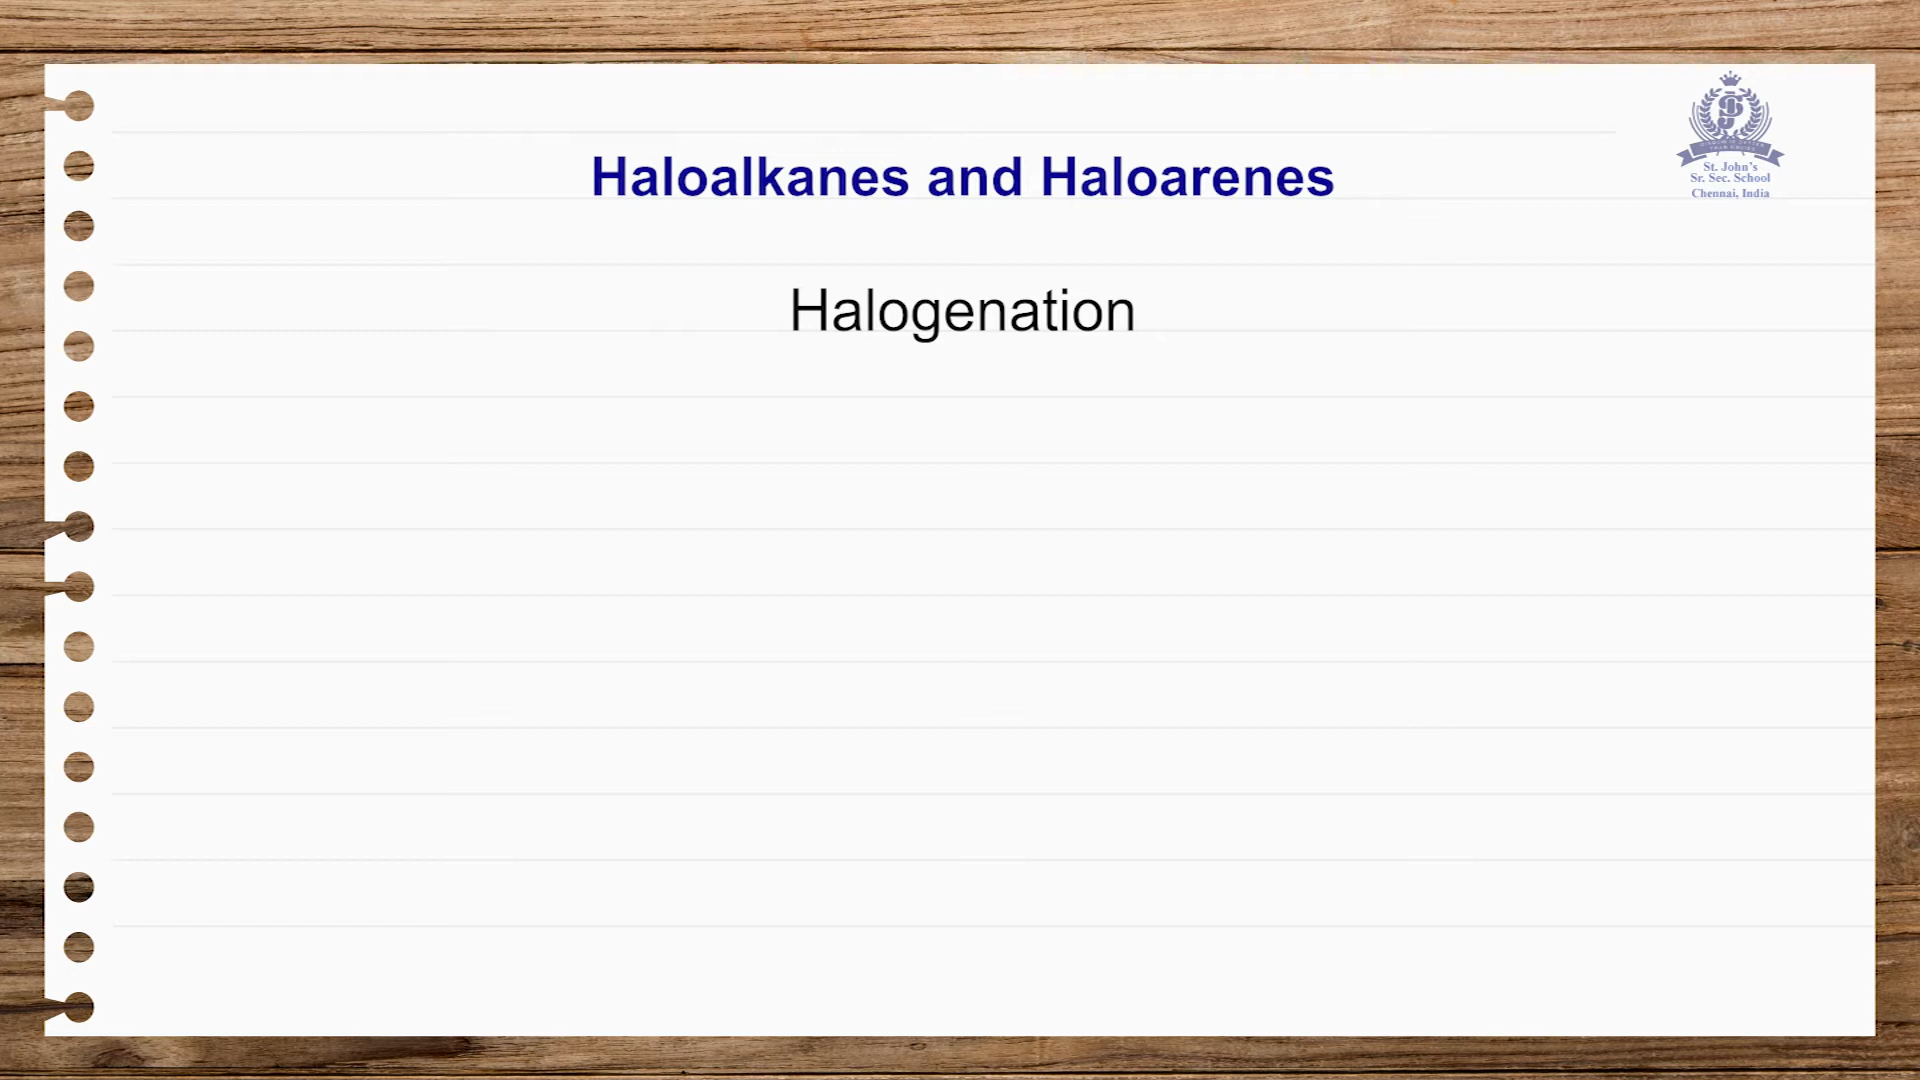 Haloalkanes and Haloarenes
St. John's
Sr. Sec. School
Chennai, India
Halogenation